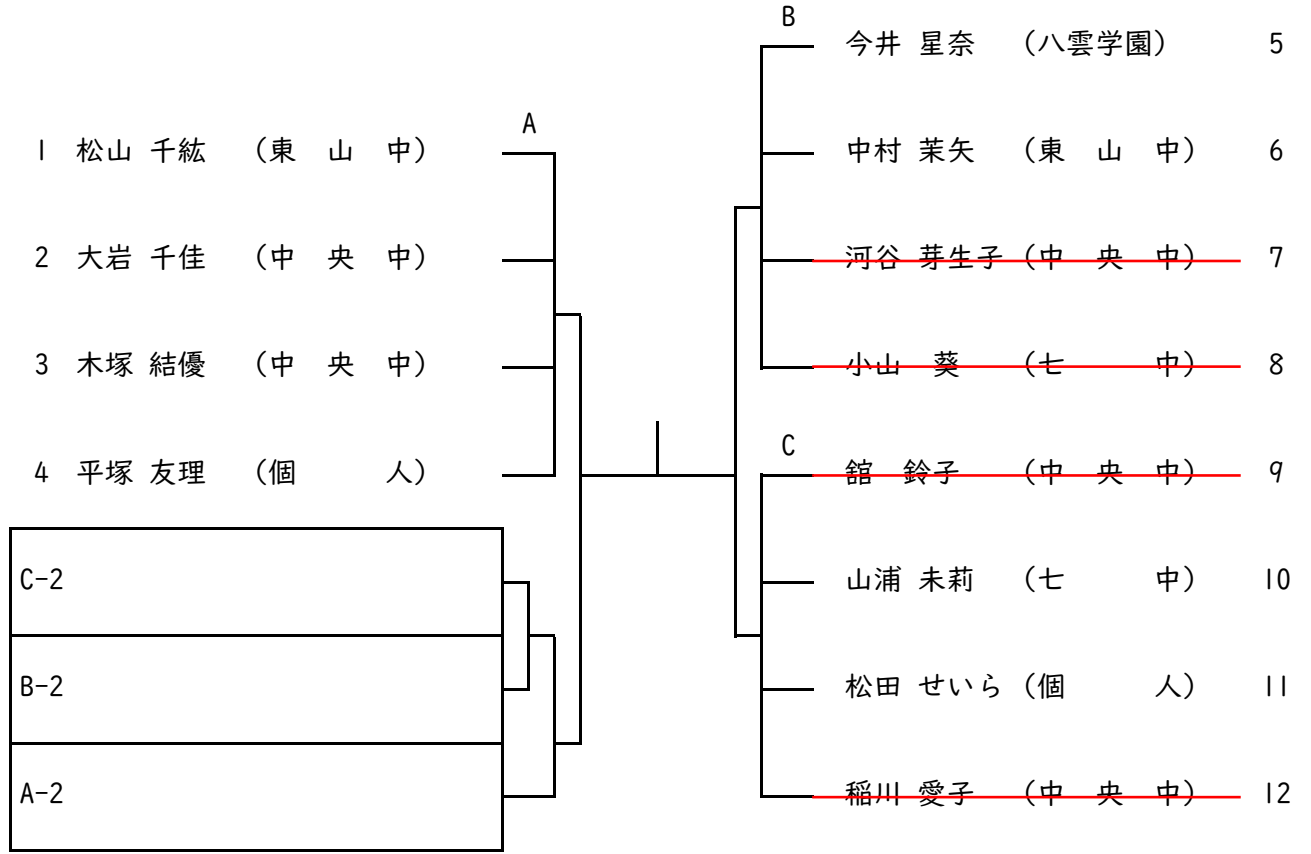 A
1 松山 千紘 （東 山 中）
2 大岩 千佳 （中 央 中）
3 木塚 結優 （中 央 中）
4 平塚 友理 （個 人）
C-2
B-2
A-2
B
今井 星奈 （八雲学園） 5
中村 茉矢 （東 山 中） 6
河谷 芽生子 （中 央 中） 7
小山 葵 （七 中） 8
C
舘 鈴子 （中 央 中） 9
山浦 未莉 （七 中） 10
松田 せいら （個 人） 11
稲川 愛子 （中 央 中） 12